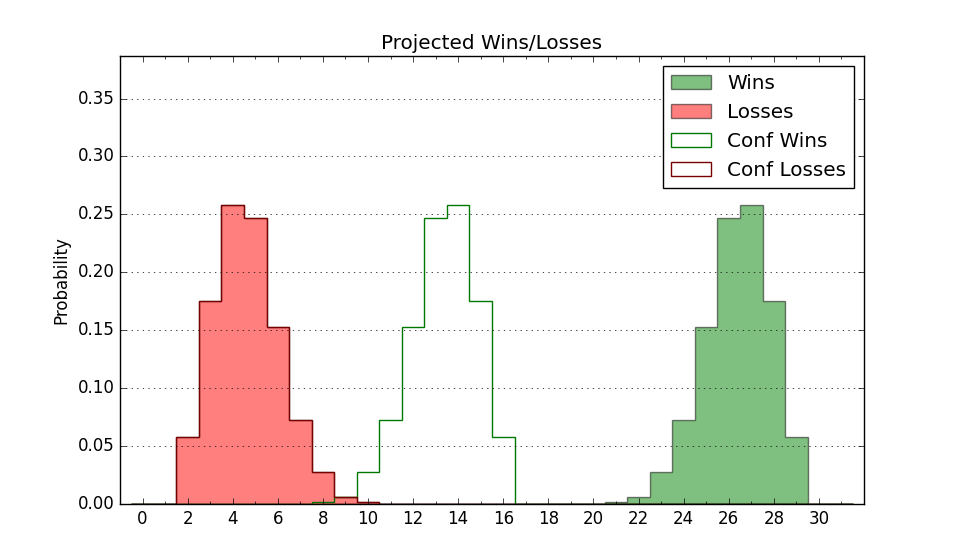 Projected Wins/Losses
Wins
Losses
Conf Wins
Conf Losses
Probability
0.35
0.30
0.25
0.20
0.15
0.10
0.05
0.00
0 2 4 6 8 10 12 14 16 18 20 22 24 26 28 30